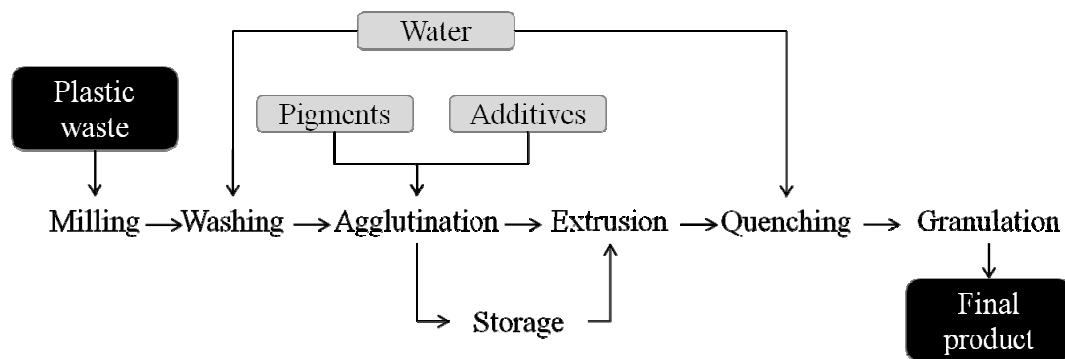 Water
Plastic
waste
Pigments
Additives
Milling
Washing
Agglutination
Extrusion
Quenching
Granulation
Storage
Final
product